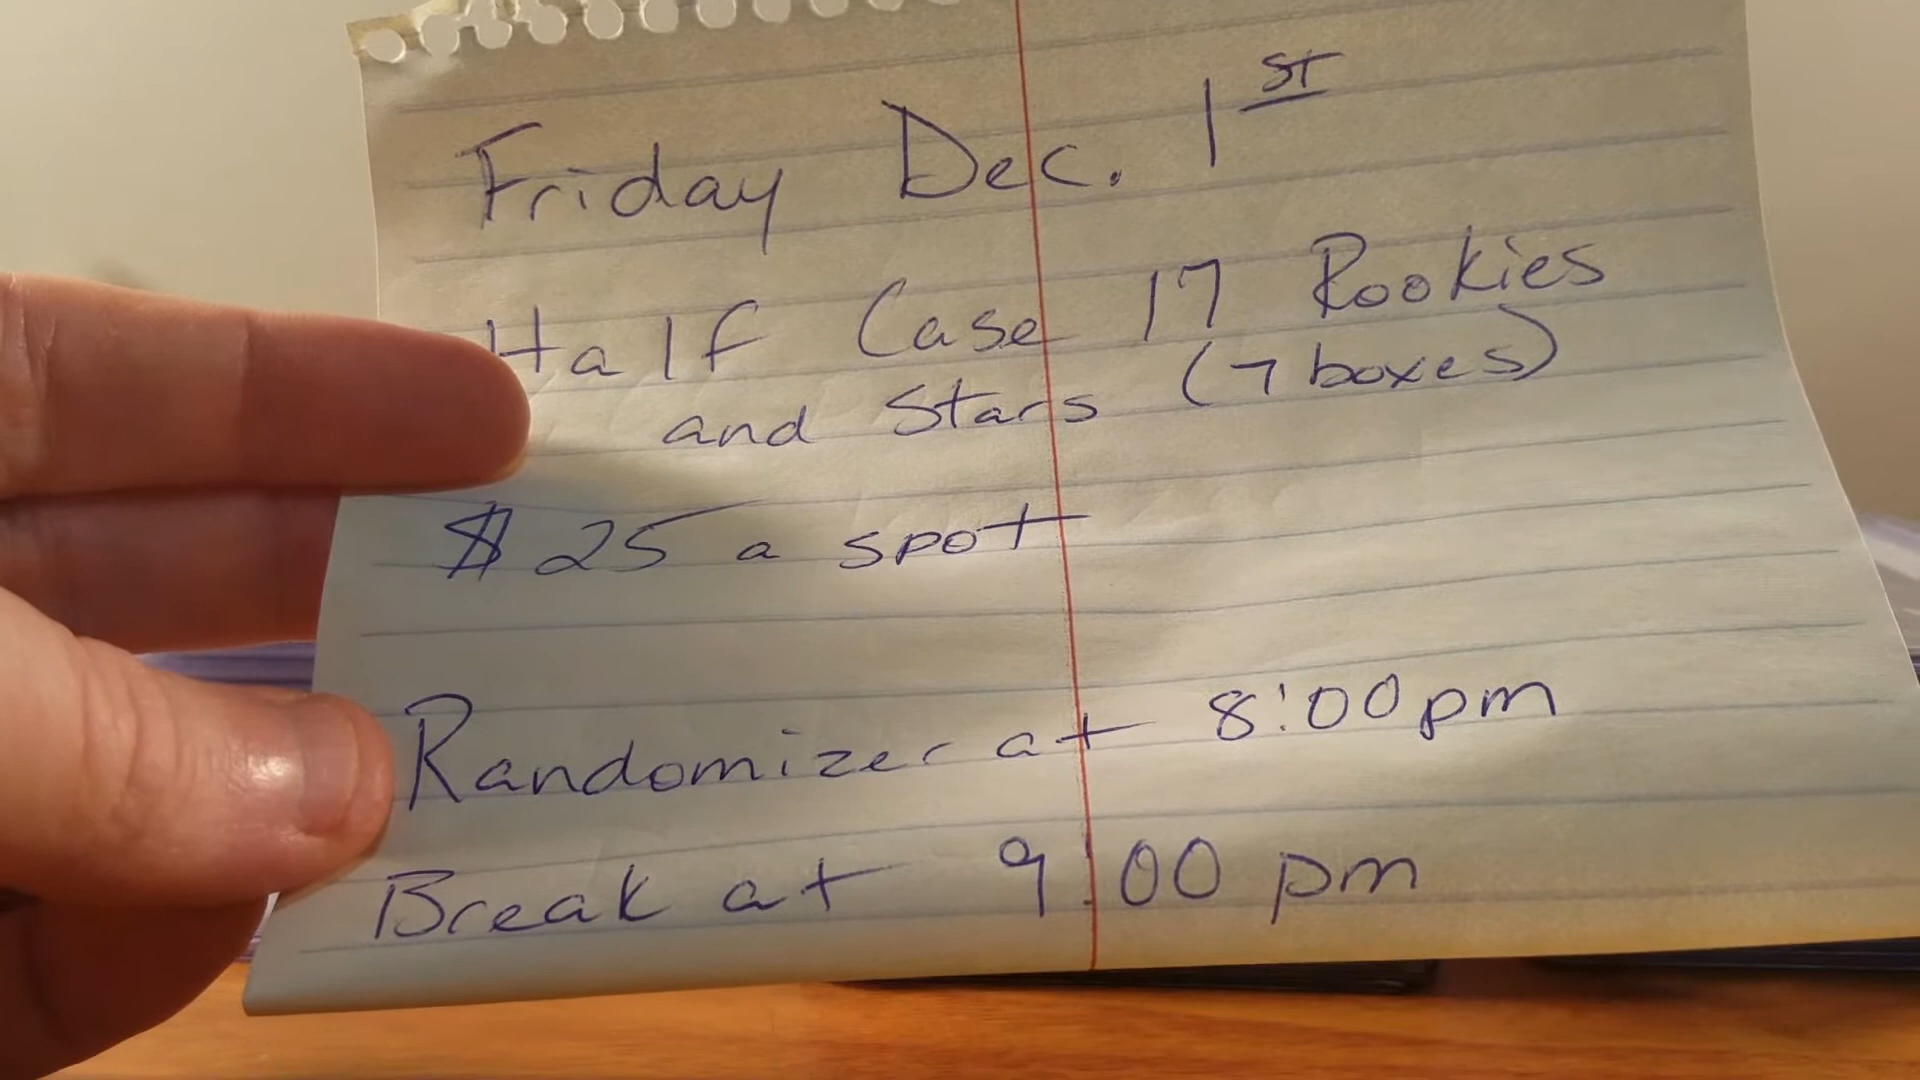 Friday Dec. 1st
Half Case 17 Rookies
and Stars (7 boxes)
$25 a spot
Randomizer at 8:00pm
Break at 9:00 pm